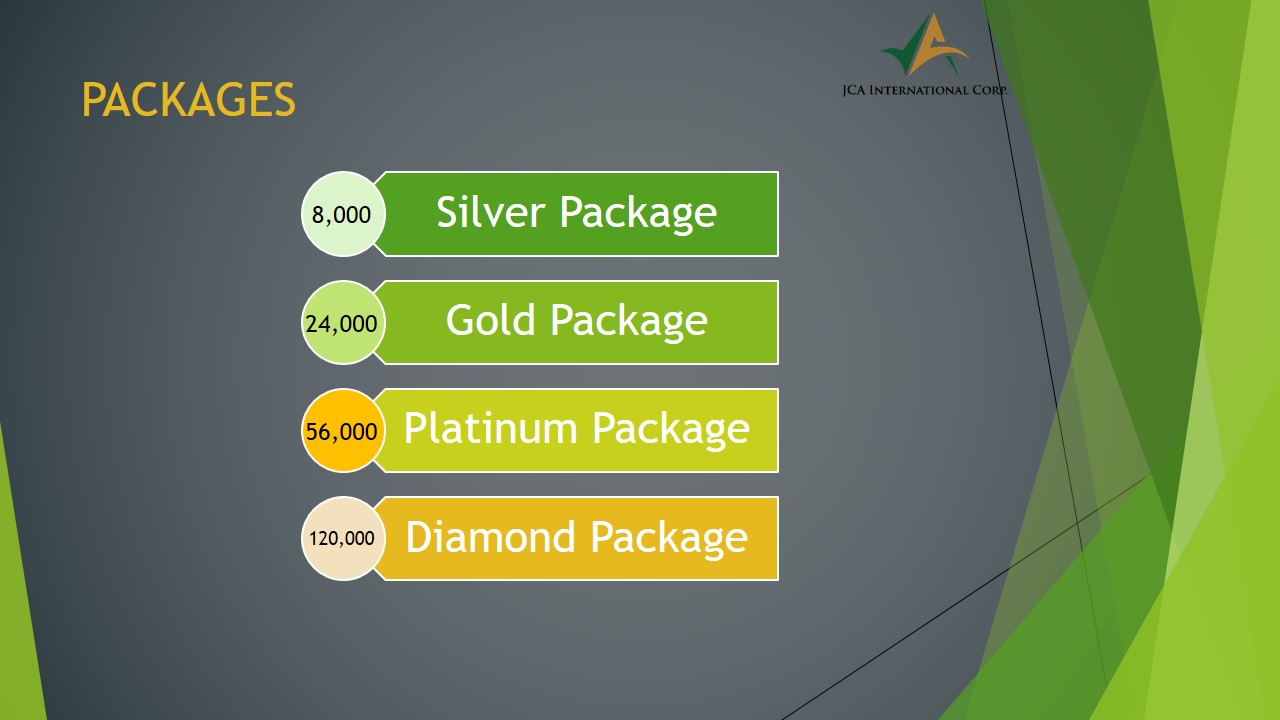 JCA International Corp.
PACKAGES
8,000 Silver Package
24,000 Gold Package
56,000 Platinum Package
120,000 Diamond Package